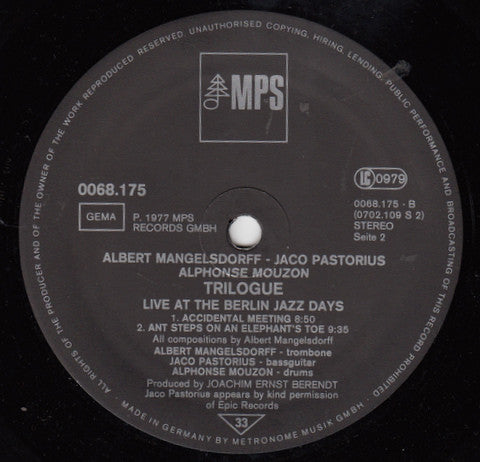 ALL RIGHTS OF THE PRODUCER AND OF THE OWNER OF THE WORK REPRODUCED RESERVED. UNAUTHORISED COPYING, HIRING, LENDING, PUBLIC PERFORMANCE AND BROADCASTING OF THIS RECORD PROHIBITED.
MPS
0068.175
LC 0979
GEMA
P. 1977 MPS
RECORDS GMBH
0068.175 - B
(0702.109 S 2)
STEREO
Seite 2
ALBERT MANGELSDORFF - JACO PASTORIUS
ALPHONSE MOUZON
TRILOGUE
LIVE AT THE BERLIN JAZZ DAYS
1. ACCIDENTAL MEETING 8:50
2. ANT STEPS ON AN ELEPHANT'S TOE 9:35
All compositions by Albert Mangelsdorff
ALBERT MANGELSDORFF - trombone
JACO PASTORIUS - bassguiter
ALPHONSE MOUZON - drums
Produced by JOACHIM ERNST BERENDT
Jaco Pastorius appears by kind permission
of Epic Records
33
MADE IN GERMANY BY METRONOME MUSIK GMBH